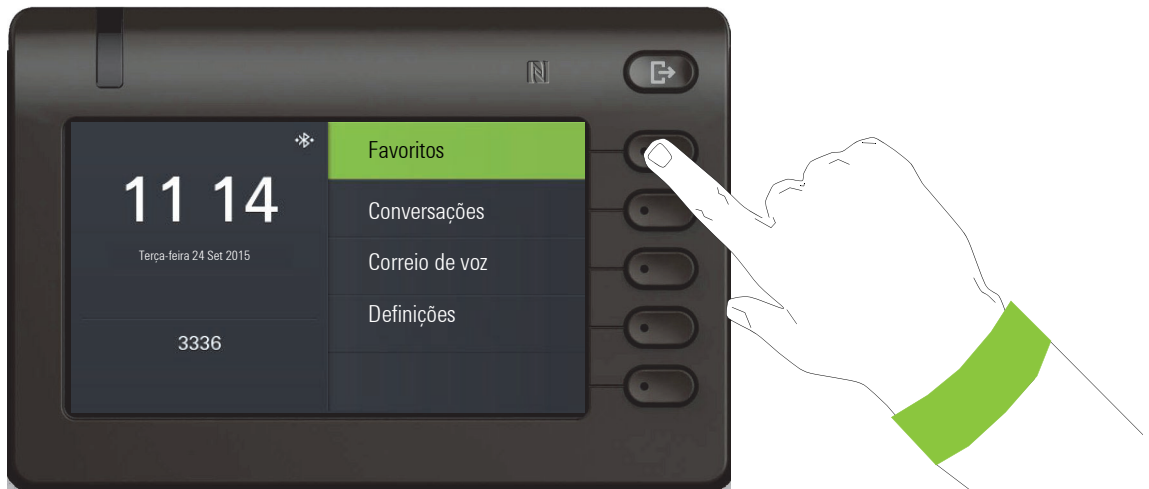 11 14
Terça-feira 24 Set 2015
3336
Favoritos
Conversações
Correio de voz
Definições